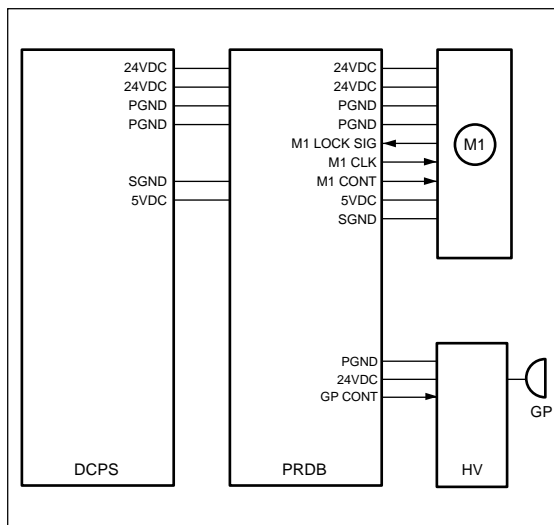 24VDC
24VDC
PGND
PGND
SGND
5VDC
DCPS
24VDC
24VDC
PGND
PGND
M1 LOCK SIG
M1 CLK
M1 CONT
5VDC
SGND
PGND
24VDC
GP CONT
PRDB
M1
HV
GP